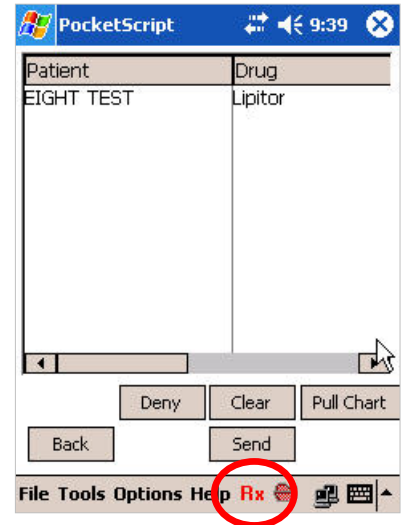 PocketScript 9:39
Patient Drug
EIGHT TEST Lipitor
Deny Clear Pull Chart
Back Send
File Tools Options Help Rx